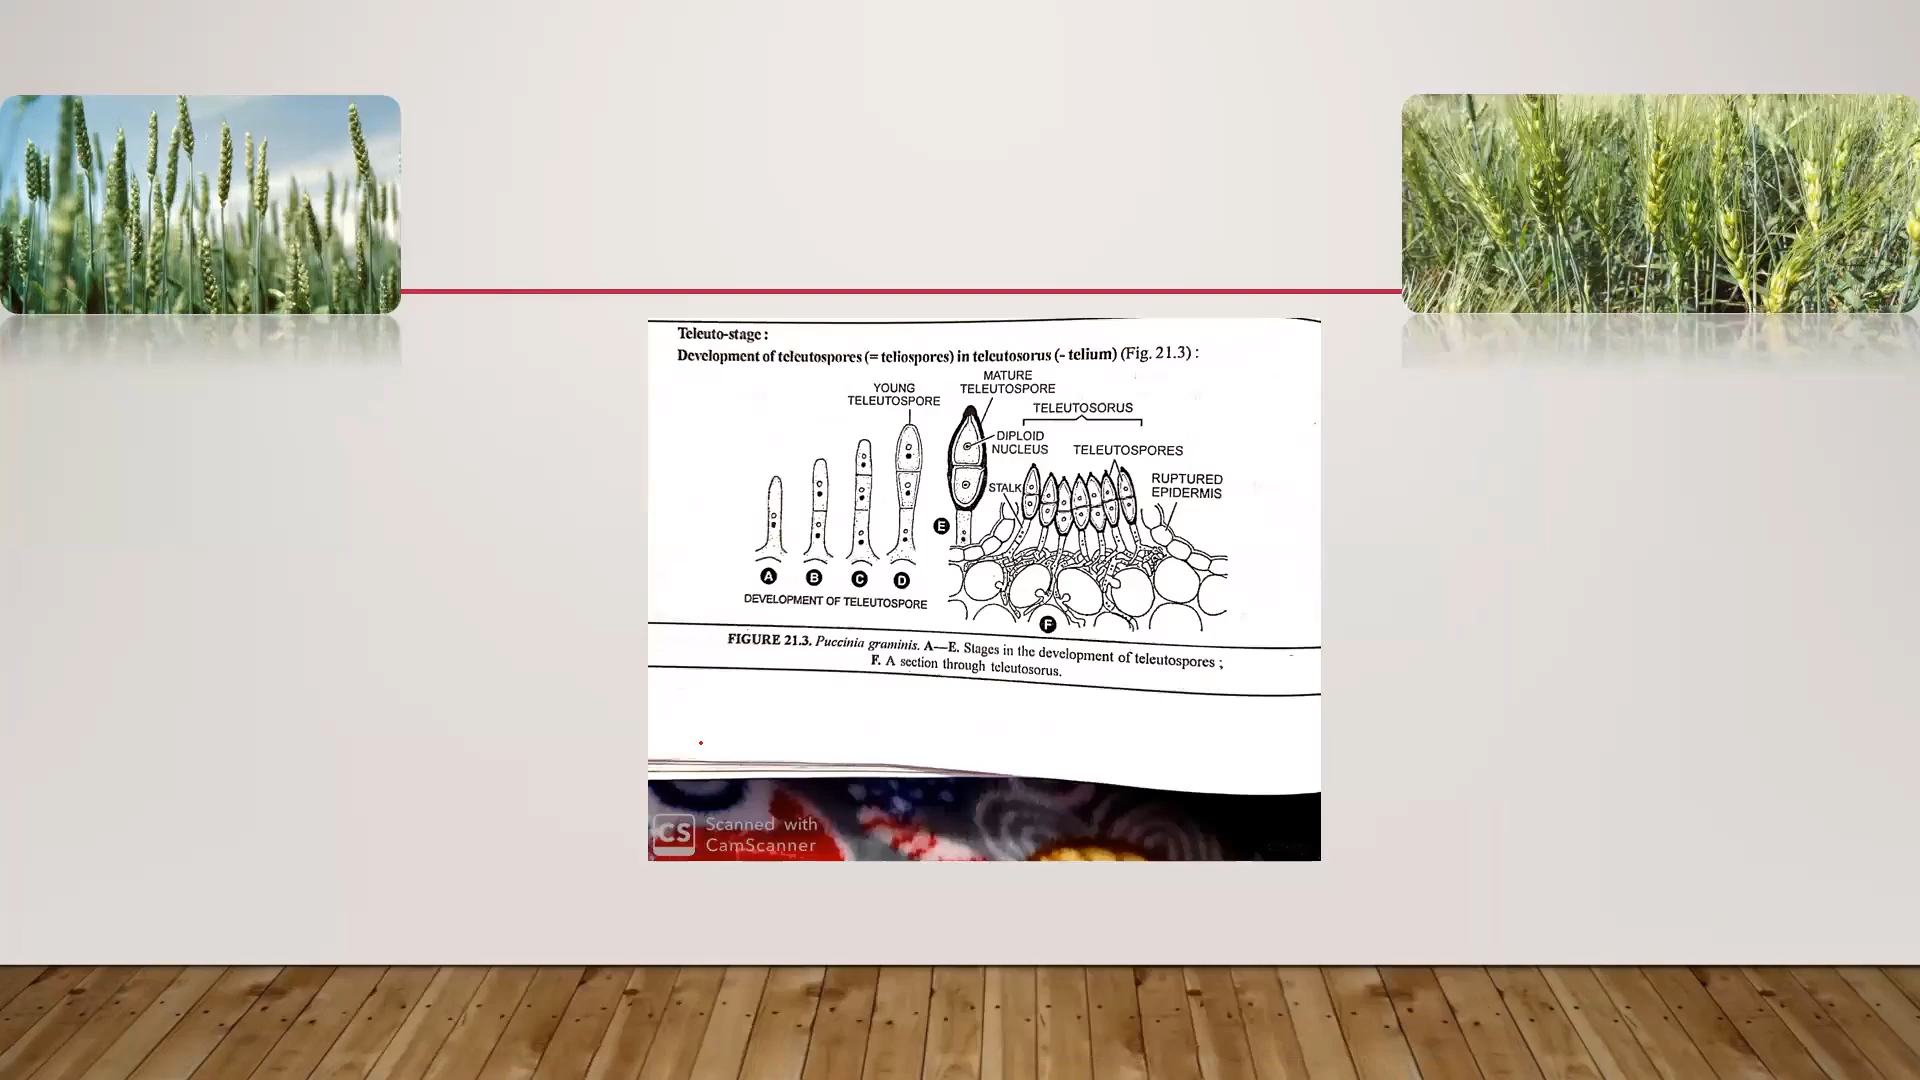 Teleuto-stage :
Development of teleutospores (= teliospores) in teleutosorus (- telium) (Fig. 21.3) :
MATURE
TELEUTOSPORE
YOUNG
TELEUTOSPORE
TELEUTOSORUS
DIPLOID
NUCLEUS
TELEUTOSPORES
STALK
RUPTURED
EPIDERMIS
E
A B C D
DEVELOPMENT OF TELEUTOSPORE
F
FIGURE 21.3. Puccinia graminis. A—E. Stages in the development of teleutospores ;
F. A section through teleutosorus.
CS
Scanned with
CamScanner